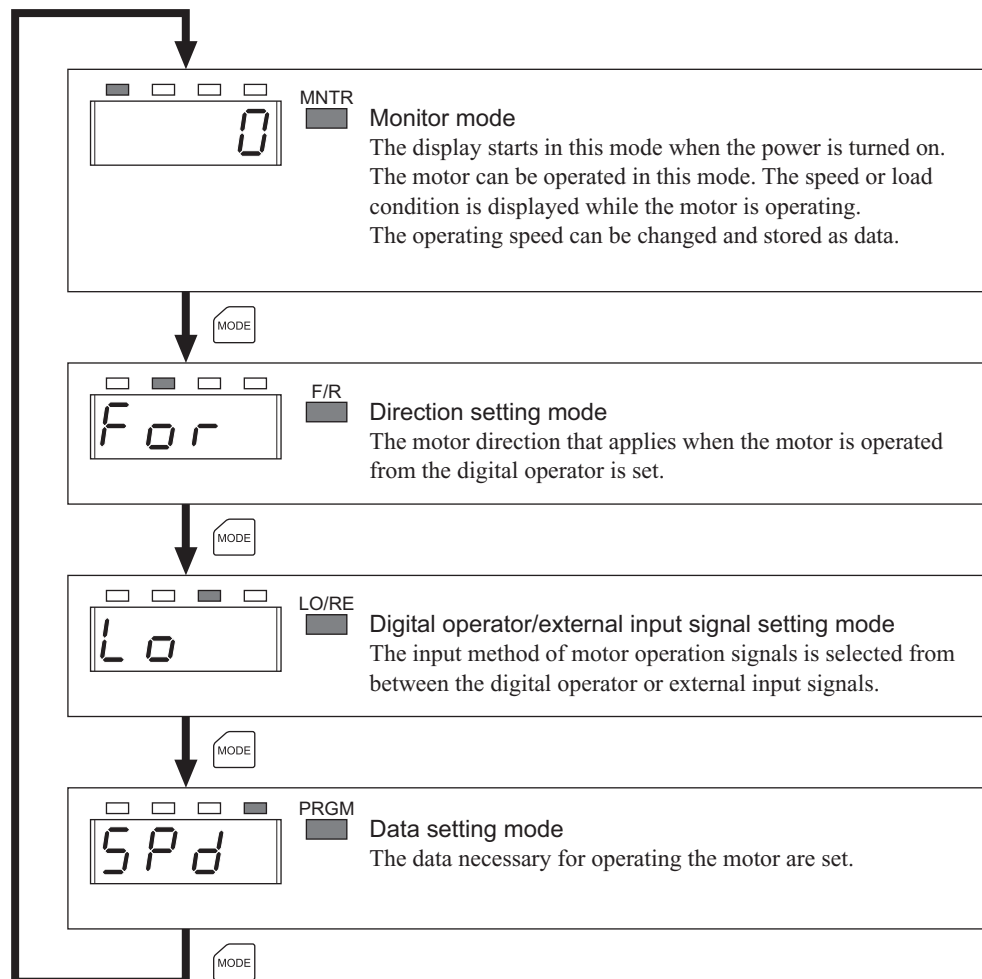 0
MNTR
Monitor mode
The display starts in this mode when the power is turned on.
The motor can be operated in this mode. The speed or load
condition is displayed while the motor is operating.
The operating speed can be changed and stored as data.
MODE
For
F/R
Direction setting mode
The motor direction that applies when the motor is operated
from the digital operator is set.
MODE
Lo
LO/RE
Digital operator/external input signal setting mode
The input method of motor operation signals is selected from
between the digital operator or external input signals.
MODE
SPd
PRGM
Data setting mode
The data necessary for operating the motor are set.
MODE